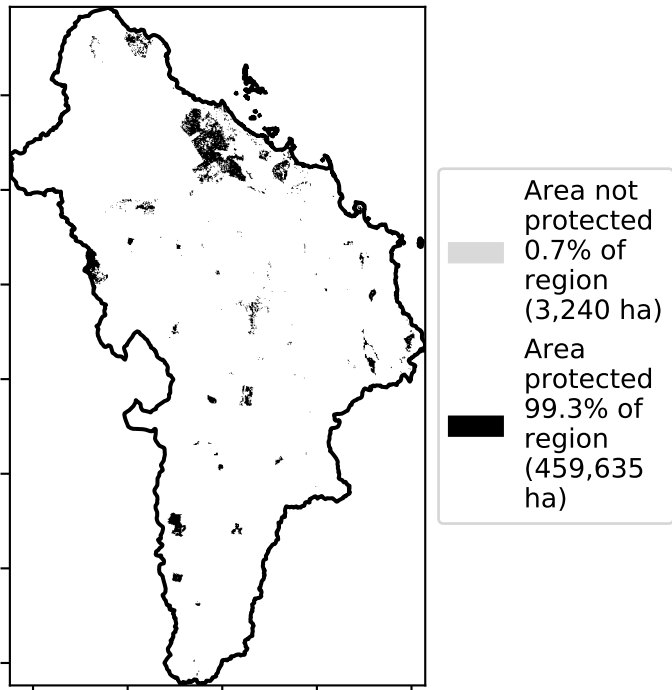 Area not
protected
0.7% of
region
(3,240 ha)
Area
protected
99.3% of
region
(459,635
ha)